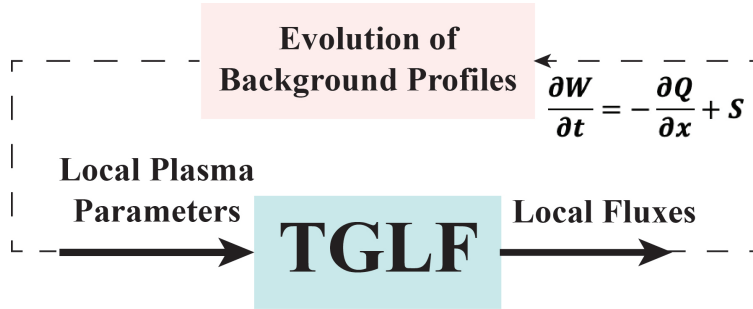 Evolution of
Background Profiles
∂W/∂t = − ∂Q/∂x + S
Local Plasma
Parameters
TGLF
Local Fluxes